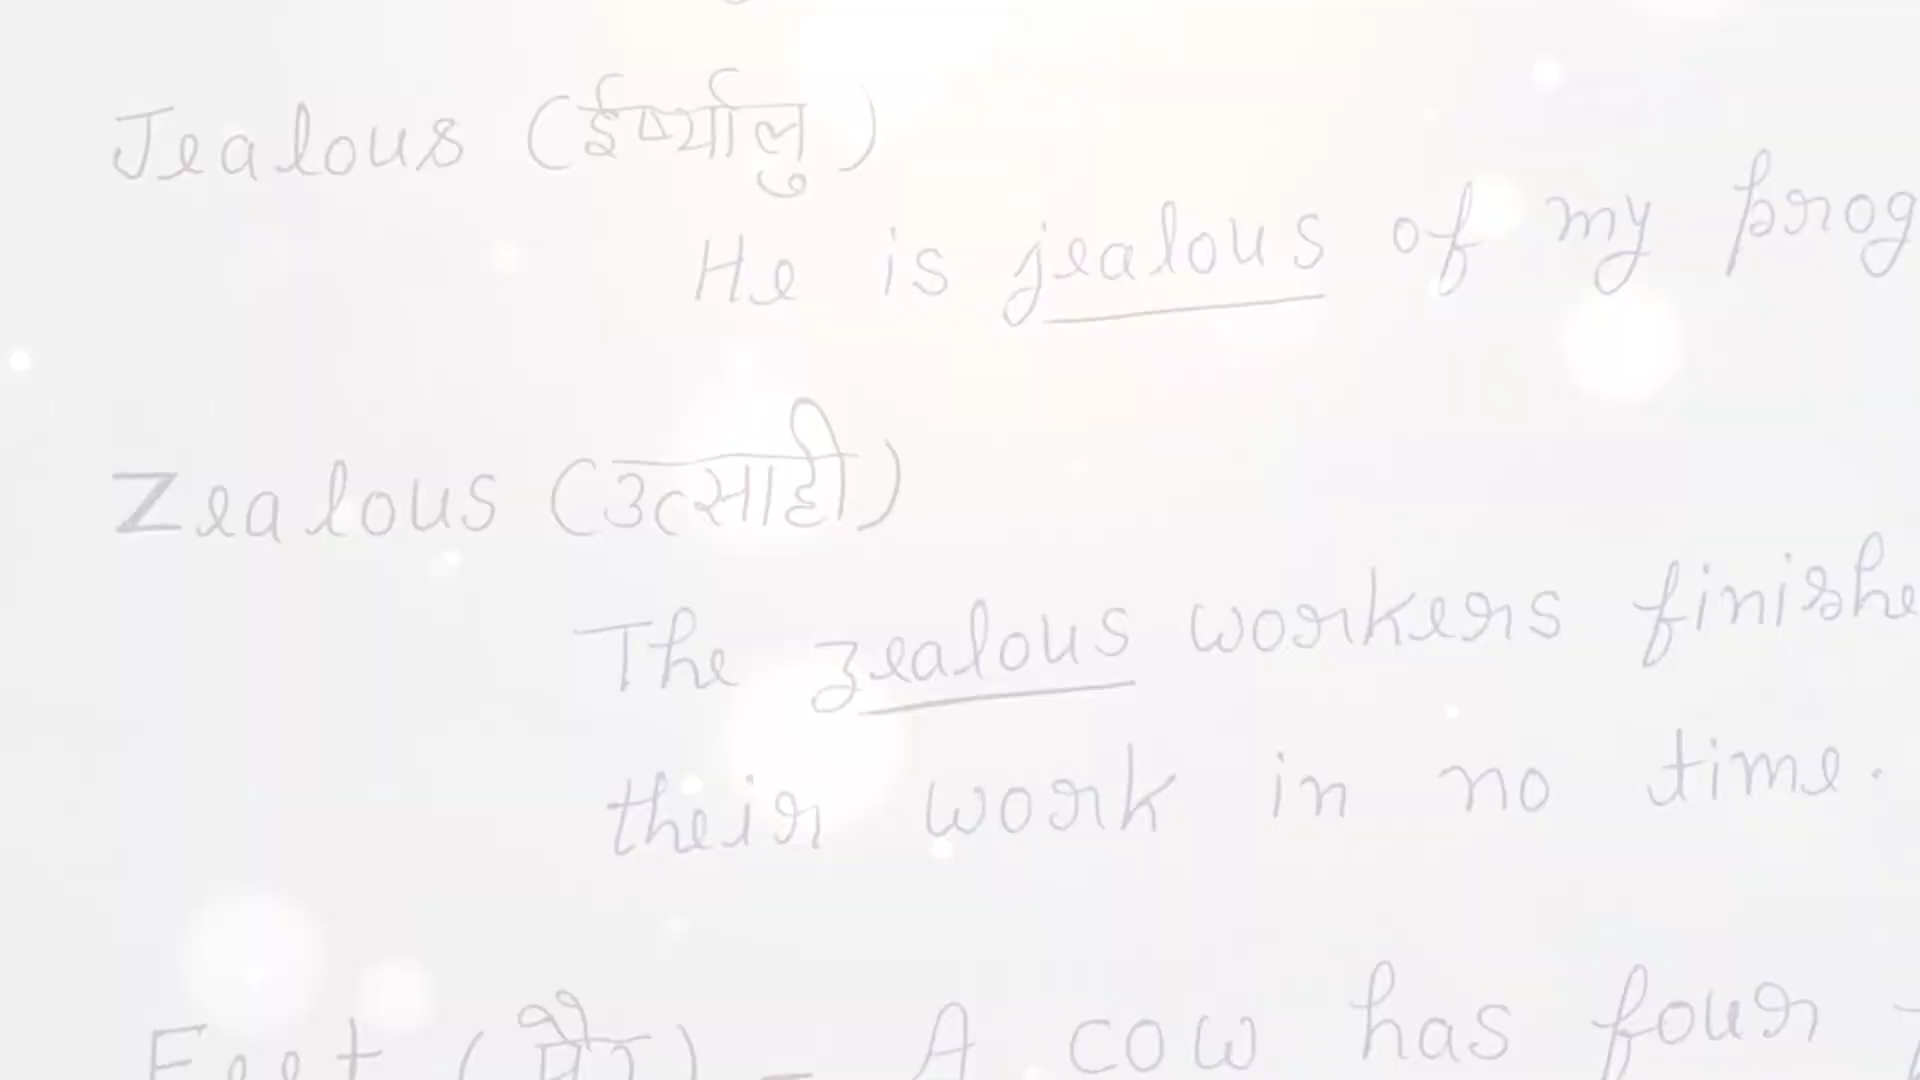 Jealous (ईर्ष्यालु)
He is jealous of my prog
Zealous (उत्साही)
The zealous workers finishe
their work in no time.
Feet (पैर) - A cow has four